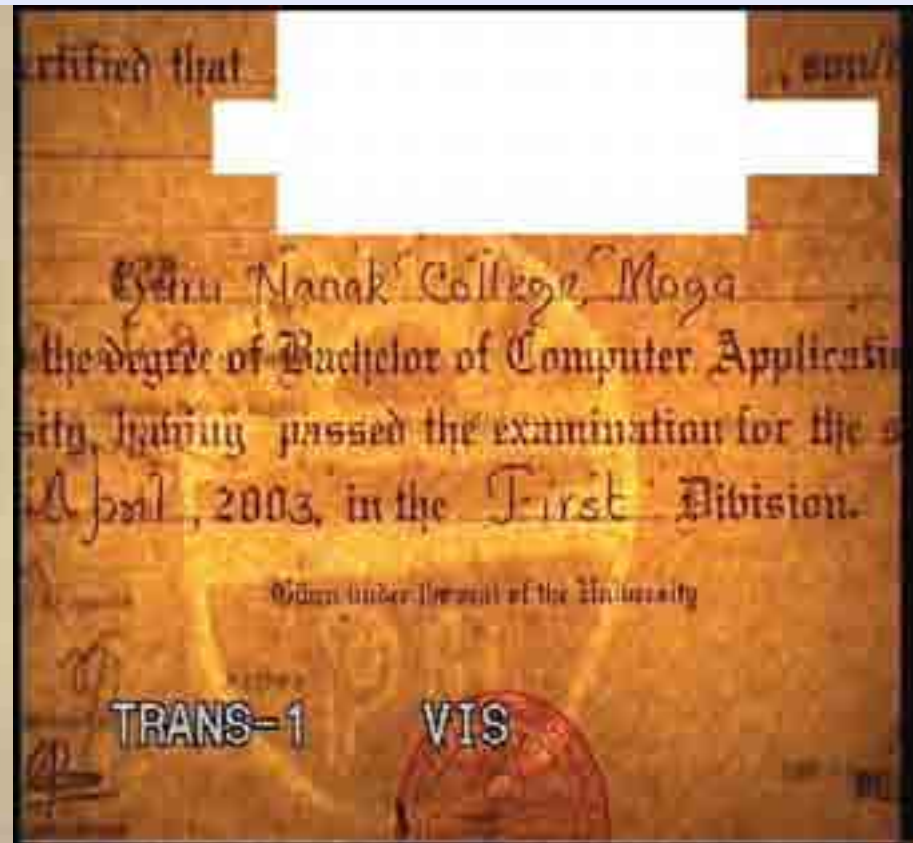 ertified that , son/
Guru Nanak College, Moga
the degree of Bachelor of Computer Applicati
sity, having passed the examination for the s
April, 2003, in the First Division.
Given under the seal of the University
TRANS-1 VIS